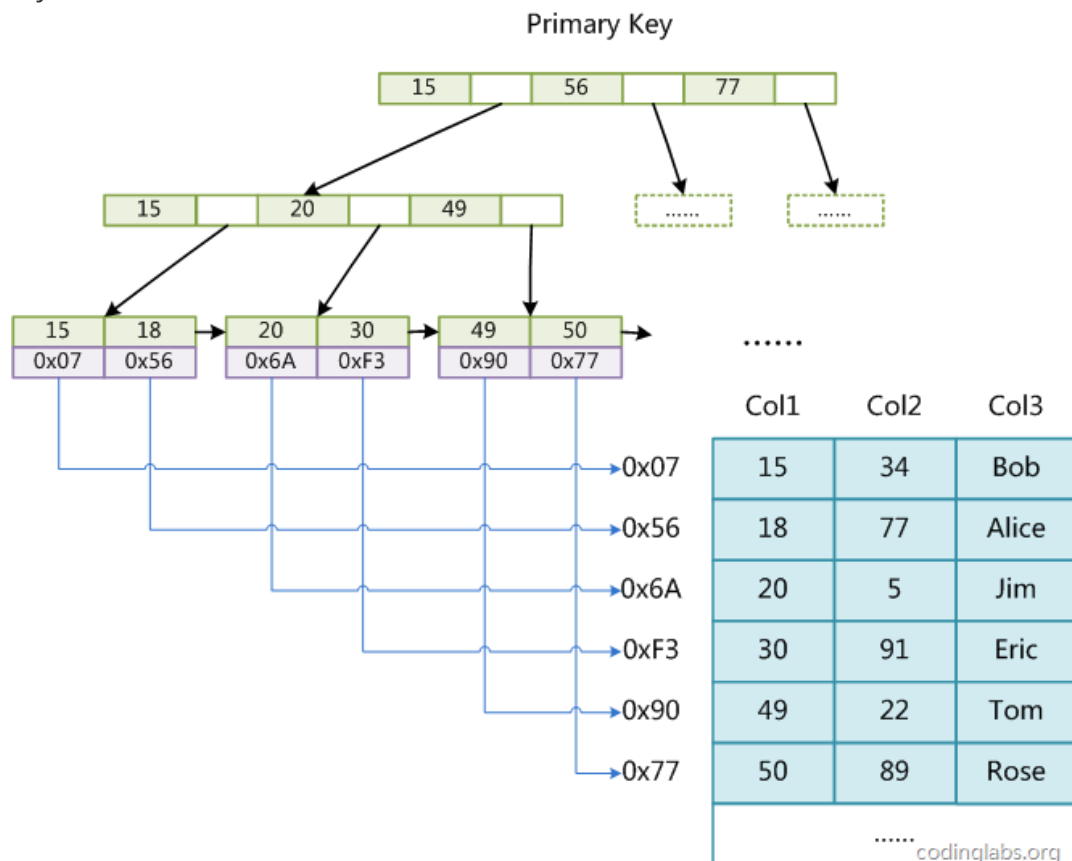 Primary Key
15 56 77
15 20 49
...... ......
15 18 20 30 49 50
0x07 0x56 0x6A 0xF3 0x90 0x77
......
Col1 Col2 Col3
0x07 15 34 Bob
0x56 18 77 Alice
0x6A 20 5 Jim
0xF3 30 91 Eric
0x90 49 22 Tom
0x77 50 89 Rose
......
codinglabs.org